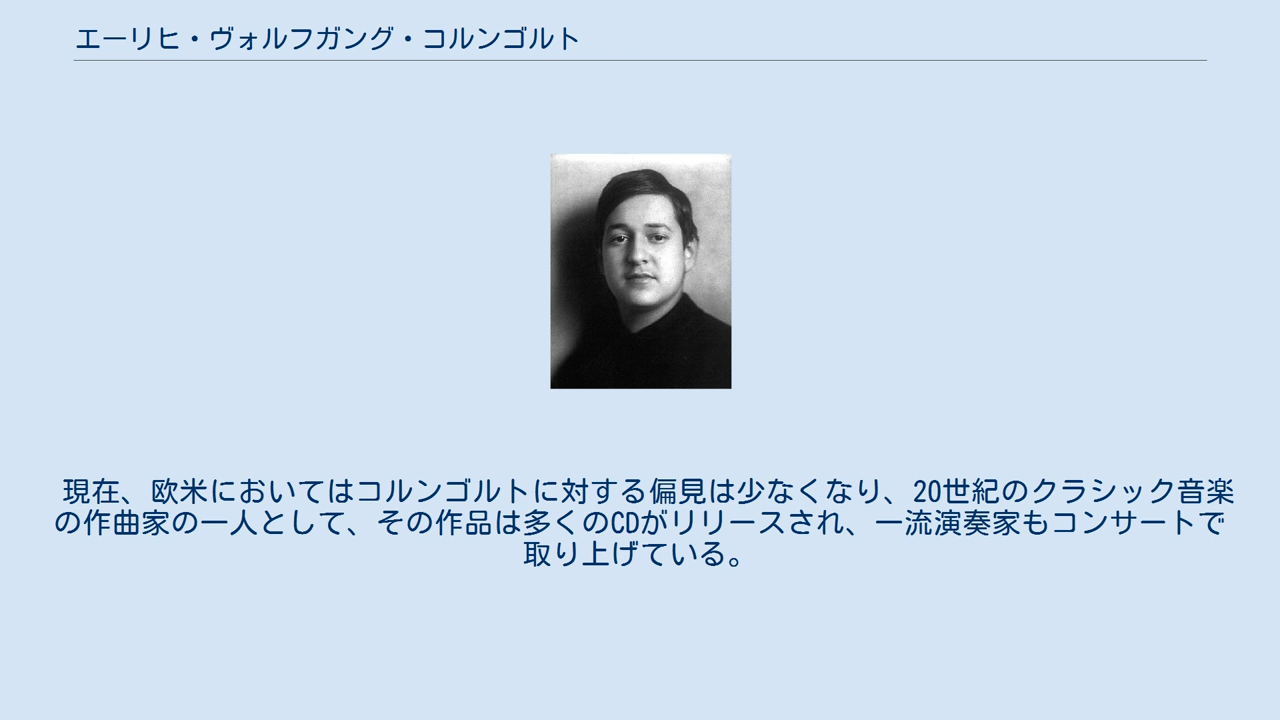 エーリヒ・ヴォルフガング・コルンゴルト
現在、欧米においてはコルンゴルトに対する偏見は少なくなり、20世紀のクラシック音楽
の作曲家の一人として、その作品は多くのCDがリリースされ、一流演奏家もコンサートで
取り上げている。